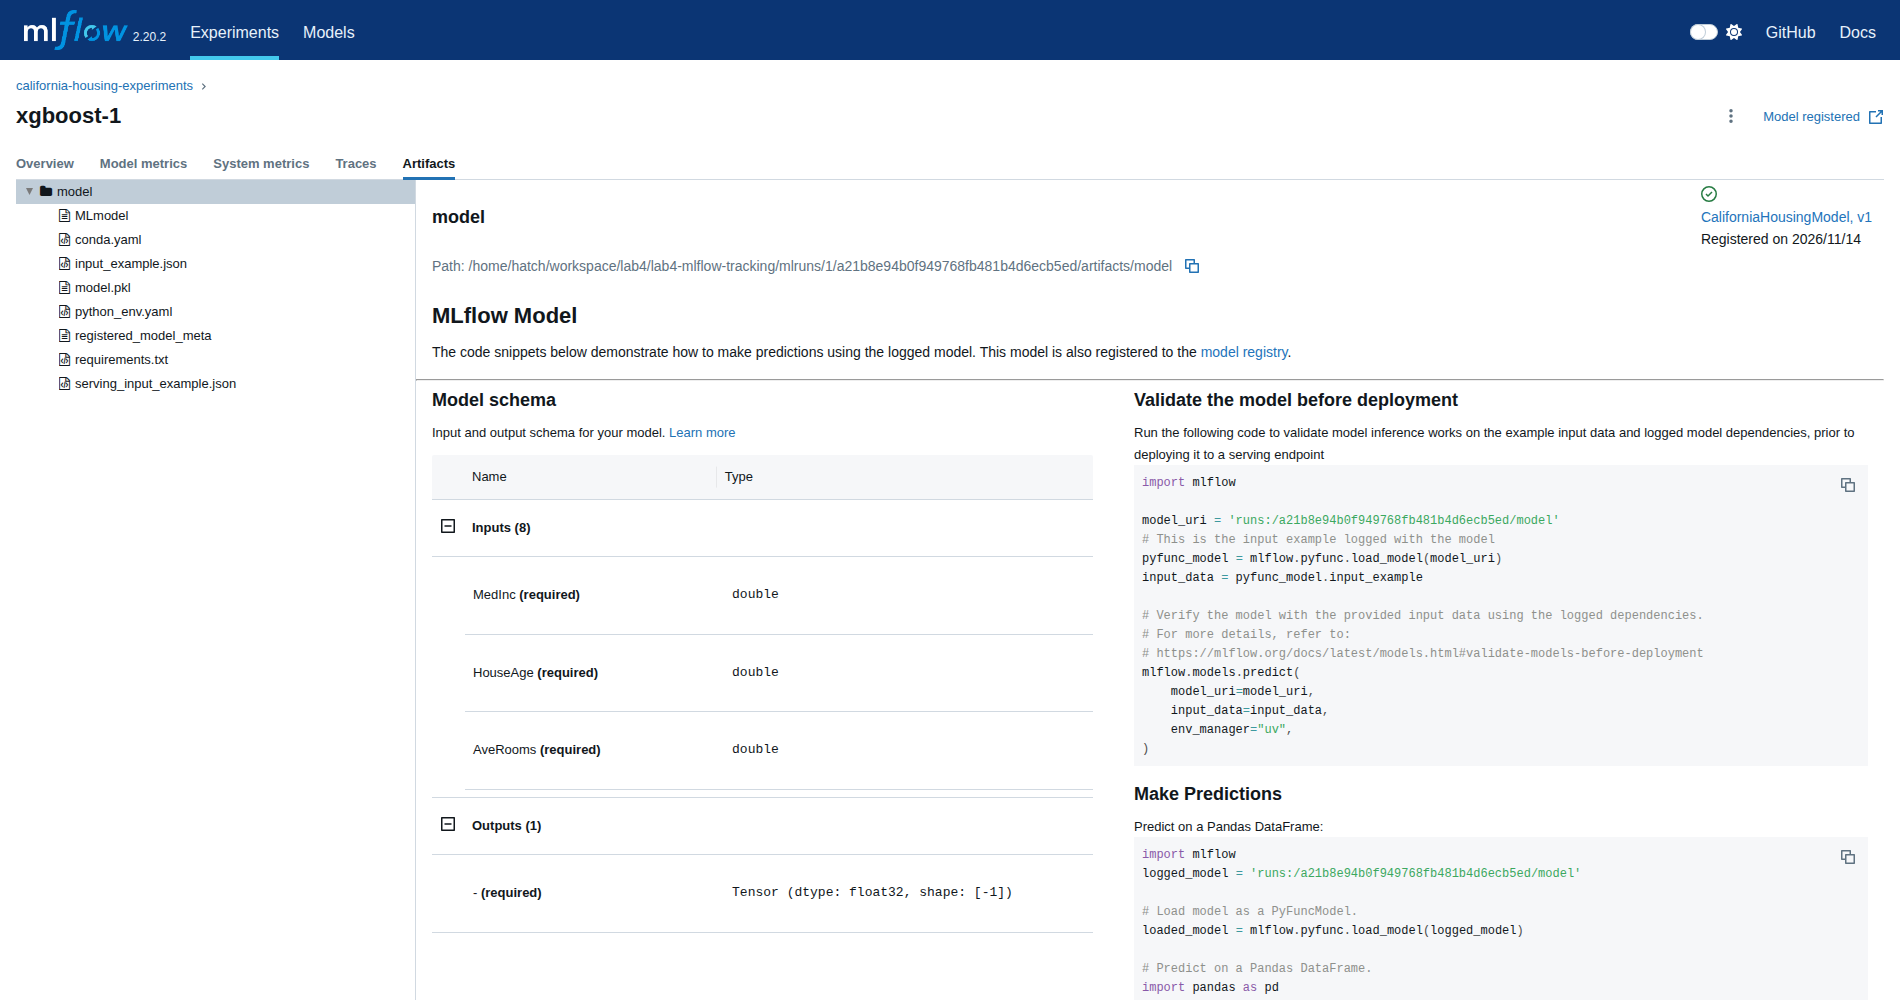 mlflow 2.20.2 Experiments Models GitHub Docs
california-housing-experiments ›
xgboost-1
Model registered
Overview Model metrics System metrics Traces Artifacts
model
MLmodel
conda.yaml
input_example.json
model.pkl
python_env.yaml
registered_model_meta
requirements.txt
serving_input_example.json
model
CaliforniaHousingModel, v1
Registered on 2026/11/14
Path: /home/hatch/workspace/lab4/lab4-mlflow-tracking/mlruns/1/a21b8e94b0f949768fb481b4d6ecb5ed/artifacts/model
MLflow Model
The code snippets below demonstrate how to make predictions using the logged model. This model is also registered to the model registry.
Model schema
Input and output schema for your model. Learn more
Name Type
Inputs (8)
MedInc (required) double
HouseAge (required) double
AveRooms (required) double
Outputs (1)
- (required) Tensor (dtype: float32, shape: [-1])
Validate the model before deployment
Run the following code to validate model inference works on the example input data and logged model dependencies, prior to
deploying it to a serving endpoint
import mlflow
model_uri = 'runs:/a21b8e94b0f949768fb481b4d6ecb5ed/model'
# This is the input example logged with the model
pyfunc_model = mlflow.pyfunc.load_model(model_uri)
input_data = pyfunc_model.input_example
# Verify the model with the provided input data using the logged dependencies.
# For more details, refer to:
# https://mlflow.org/docs/latest/models.html#validate-models-before-deployment
mlflow.models.predict(
    model_uri=model_uri,
    input_data=input_data,
    env_manager="uv",
)
Make Predictions
Predict on a Pandas DataFrame:
import mlflow
logged_model = 'runs:/a21b8e94b0f949768fb481b4d6ecb5ed/model'
# Load model as a PyFuncModel.
loaded_model = mlflow.pyfunc.load_model(logged_model)
# Predict on a Pandas DataFrame.
import pandas as pd